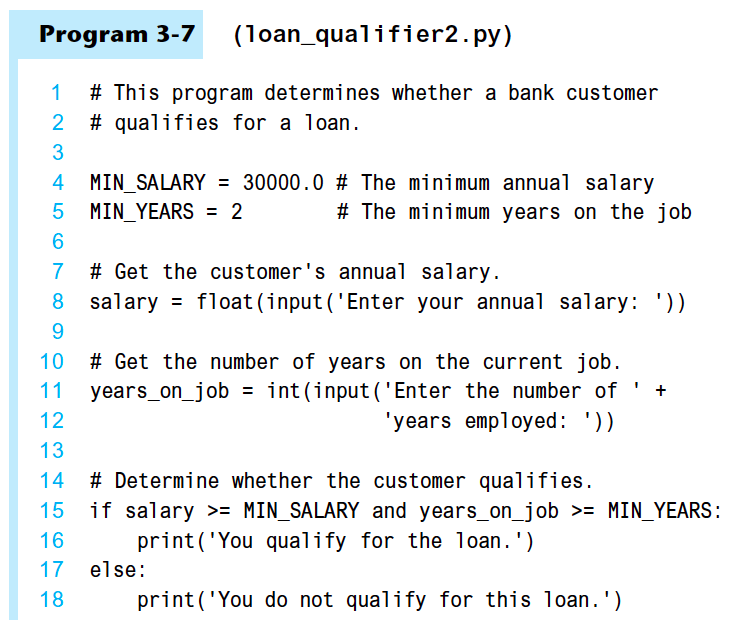 Program 3-7 (loan_qualifier2.py)
1 # This program determines whether a bank customer
2 # qualifies for a loan.
3
4 MIN_SALARY = 30000.0 # The minimum annual salary
5 MIN_YEARS = 2 # The minimum years on the job
6
7 # Get the customer's annual salary.
8 salary = float(input('Enter your annual salary: '))
9
10 # Get the number of years on the current job.
11 years_on_job = int(input('Enter the number of ' +
12                          'years employed: '))
13
14 # Determine whether the customer qualifies.
15 if salary >= MIN_SALARY and years_on_job >= MIN_YEARS:
16     print('You qualify for the loan.')
17 else:
18     print('You do not qualify for this loan.')